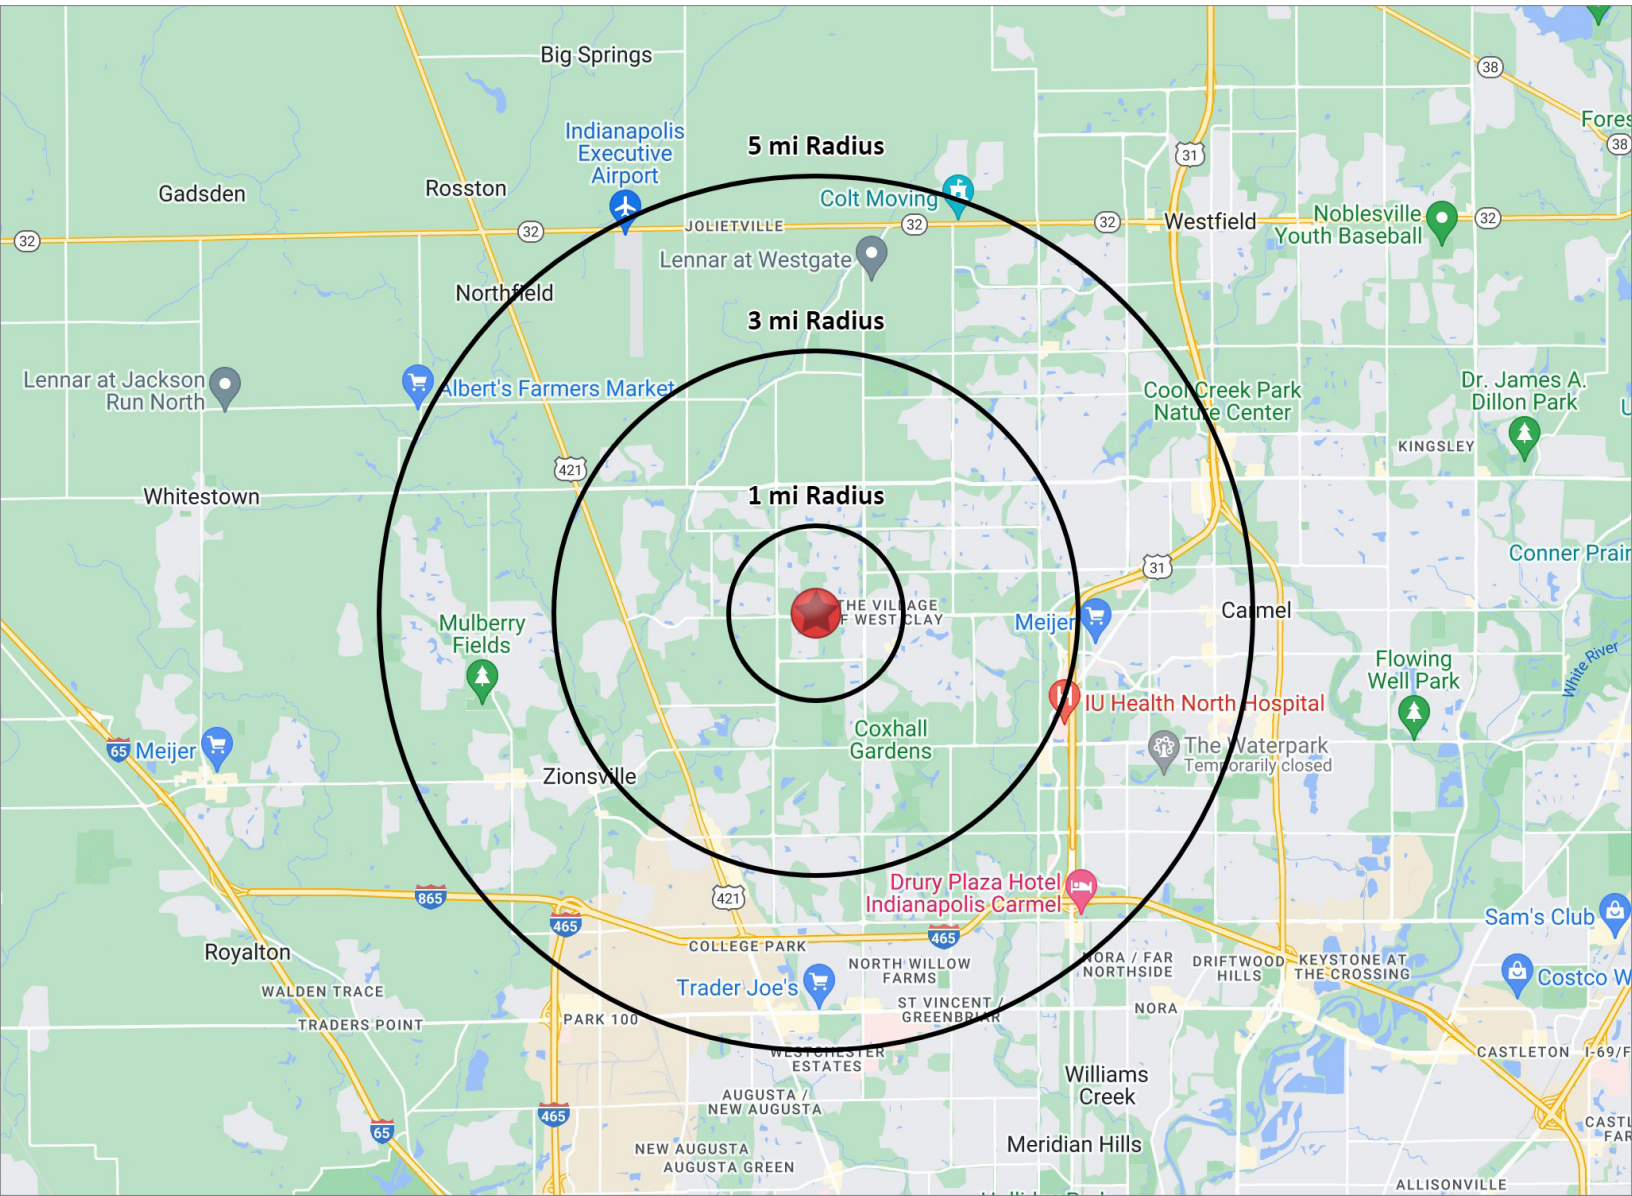 Big Springs
38
Indianapolis
Executive
Airport
5 mi Radius
31
38
Gadsden
Rosston
Colt Moving
32
32
JOLIETVILLE
32
32
Westfield
Noblesville
Youth Baseball
32
Lennar at Westgate
Northfield
3 mi Radius
Lennar at Jackson
Run North
Albert's Farmers Market
Cool Creek Park
Nature Center
Dr. James A.
Dillon Park
KINGSLEY
421
Whitestown
1 mi Radius
31
THE VILLAGE
F WEST CLAY
Meijer
Carmel
Mulberry
Fields
Flowing
Well Park
White River
IU Health North Hospital
65
Meijer
Coxhall
Gardens
The Waterpark
Temporarily closed
Zionsville
Drury Plaza Hotel
Indianapolis Carmel
865
421
465
465
Sam's Club
Royalton
COLLEGE PARK
NORTH WILLOW
FARMS
NORA / FAR
NORTHSIDE
DRIFTWOOD
HILLS
KEYSTONE AT
THE CROSSING
Costco W
WALDEN TRACE
Trader Joe's
ST VINCENT /
GREENBRIAR
NORA
TRADERS POINT
PARK 100
WESTCHESTER
ESTATES
CASTLETON
I-69/F
Williams
Creek
AUGUSTA /
NEW AUGUSTA
465
65
Meridian Hills
NEW AUGUSTA
AUGUSTA GREEN
ALLISONVILLE